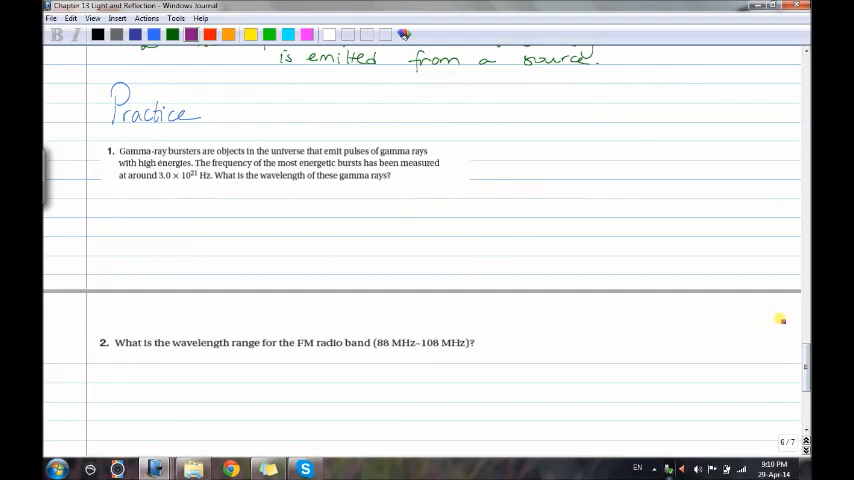 Chapter 13 Light and Reflection - Windows Journal
File Edit View Insert Actions Tools Help
B I
is emitted from a source.
Practice
1. Gamma-ray bursters are objects in the universe that emit pulses of gamma rays
with high energies. The frequency of the most energetic bursts has been measured
at around 3.0 × 10²¹ Hz. What is the wavelength of these gamma rays?
2. What is the wavelength range for the FM radio band (88 MHz–108 MHz)?
6/7
EN
9:10 PM
29-Apr-14